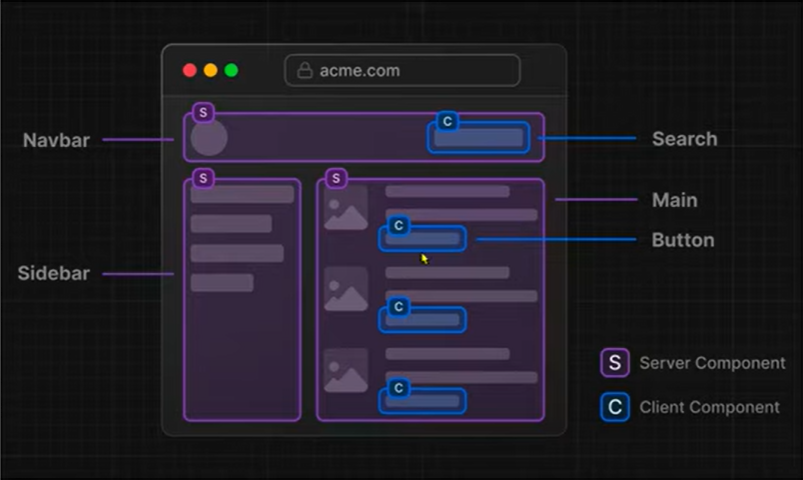 acme.com
S
C
Navbar
Search
S
S
Main
C
Button
Sidebar
C
S Server Component
C
C Client Component